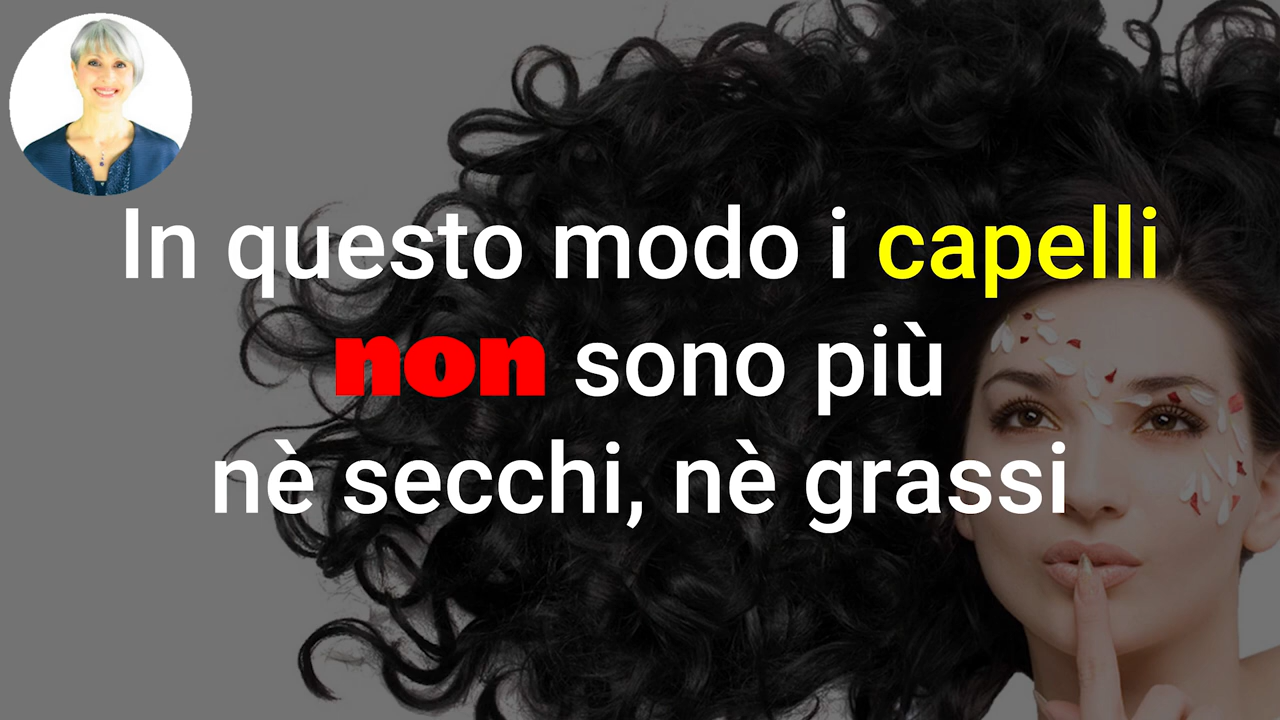 In questo modo i capelli
non sono più
nè secchi, nè grassi